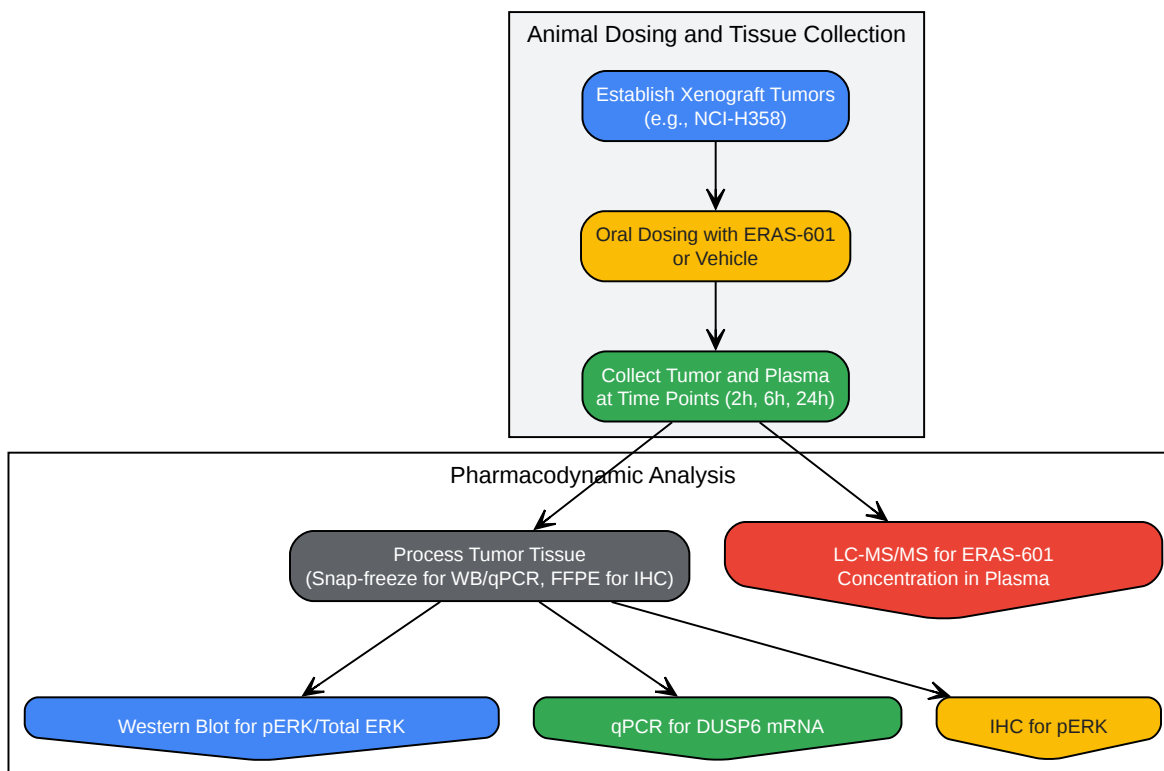 Animal Dosing and Tissue Collection
Establish Xenograft Tumors
(e.g., NCI-H358)
Oral Dosing with ERAS-601
or Vehicle
Collect Tumor and Plasma
at Time Points (2h, 6h, 24h)
Pharmacodynamic Analysis
Process Tumor Tissue
(Snap-freeze for WB/qPCR, FFPE for IHC)
LC-MS/MS for ERAS-601
Concentration in Plasma
Western Blot for pERK/Total ERK
qPCR for DUSP6 mRNA
IHC for pERK